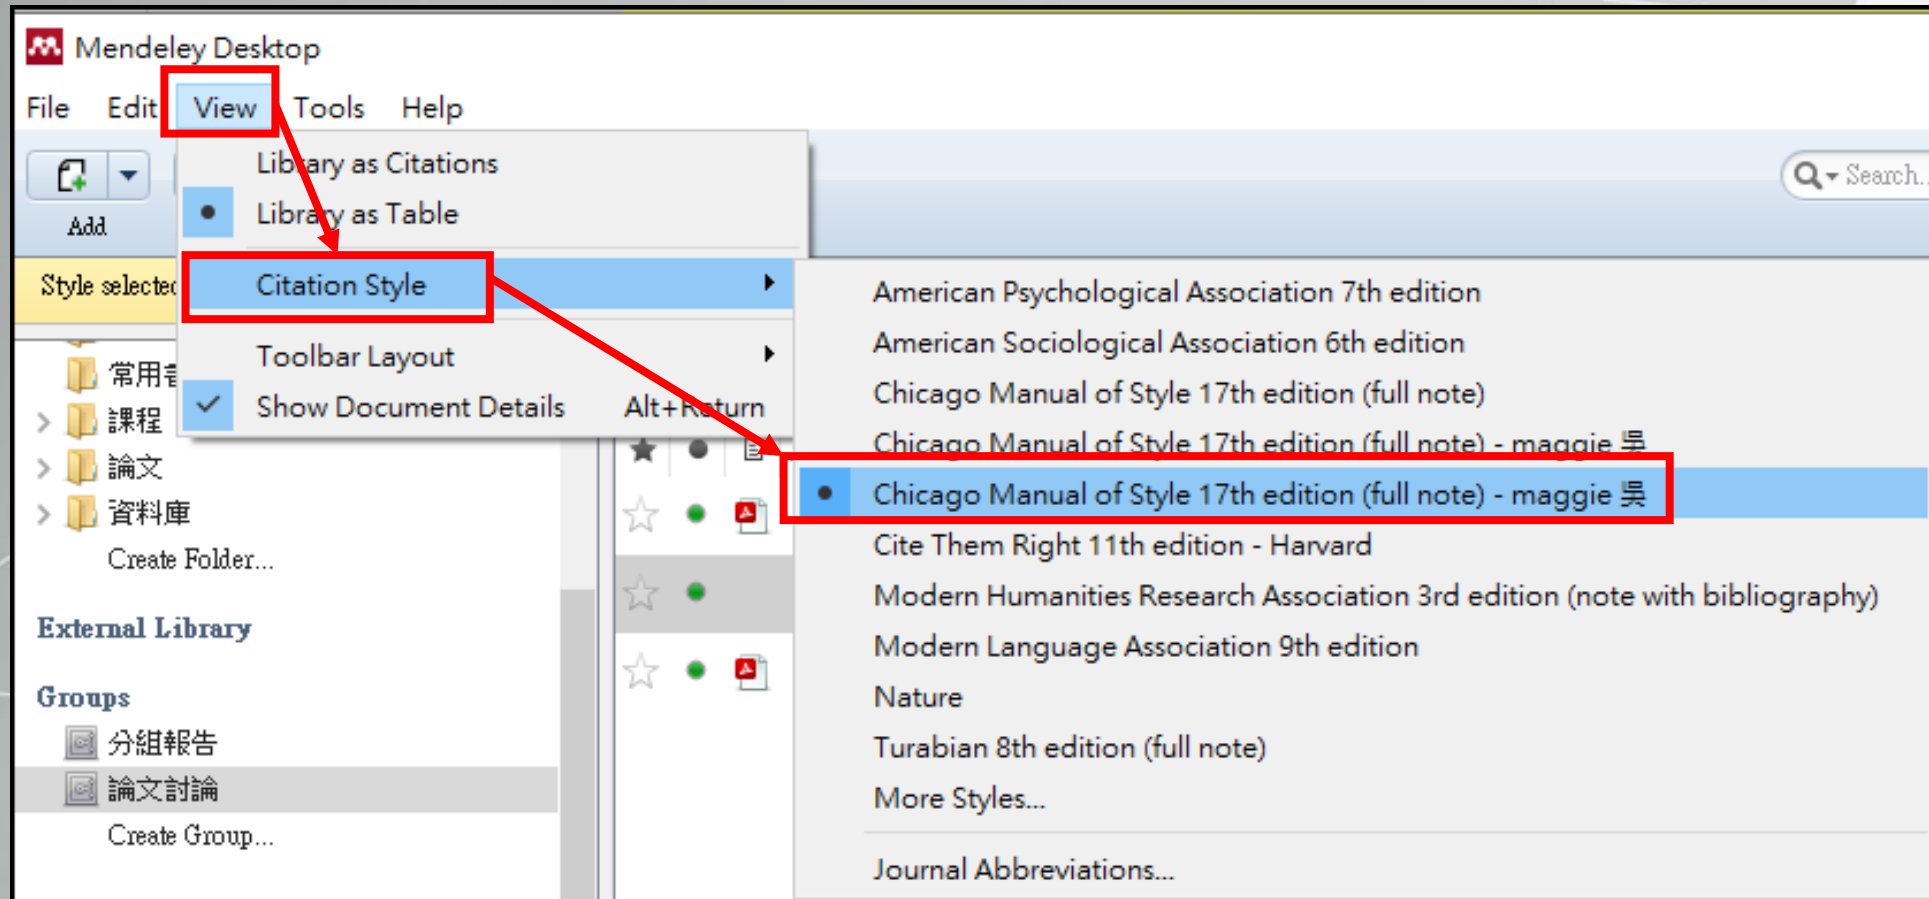 Mendeley Desktop
File Edit View Tools Help
Library as Citations
Library as Table
Citation Style
Toolbar Layout
Show Document Details Alt+Return
Add
Search...
Style selected
常用
課程
論文
資料庫
Create Folder...
External Library
Groups
分組報告
論文討論
Create Group...
American Psychological Association 7th edition
American Sociological Association 6th edition
Chicago Manual of Style 17th edition (full note)
Chicago Manual of Style 17th edition (full note) - maggie 吳
Chicago Manual of Style 17th edition (full note) - maggie 吳
Cite Them Right 11th edition - Harvard
Modern Humanities Research Association 3rd edition (note with bibliography)
Modern Language Association 9th edition
Nature
Turabian 8th edition (full note)
More Styles...
Journal Abbreviations...